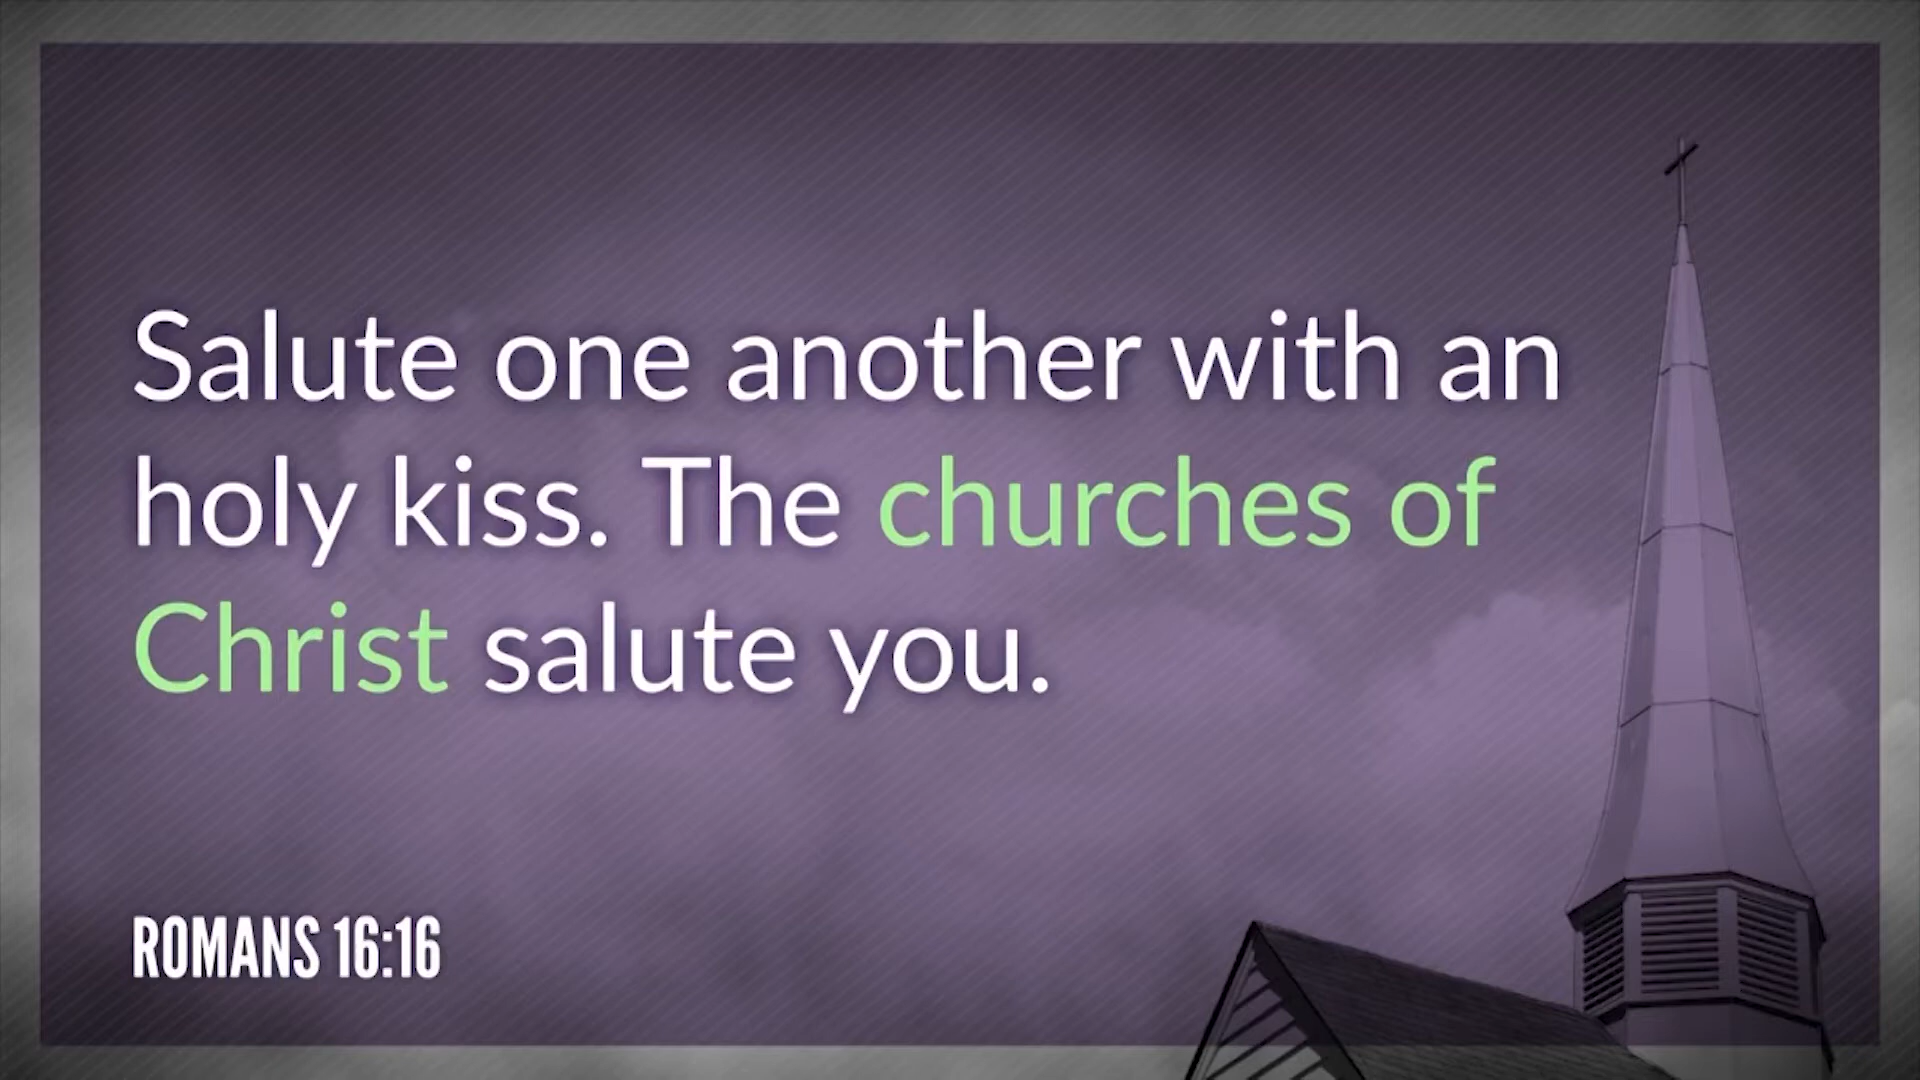 Salute one another with an
holy kiss. The churches of
Christ salute you.
ROMANS 16:16